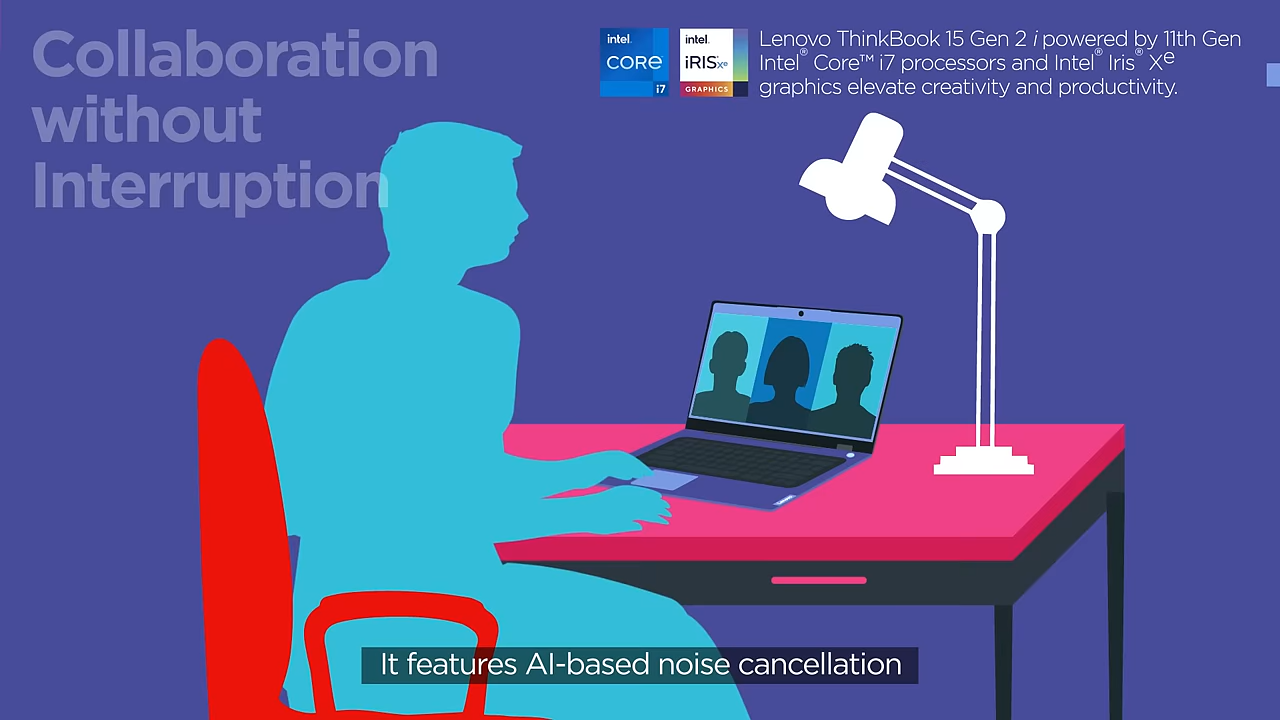 Collaboration
without
Interruption
intel.
CORE
i7
intel.
iRIS Xe
GRAPHICS
Lenovo ThinkBook 15 Gen 2 i powered by 11th Gen
Intel® Core™ i7 processors and Intel® Iris® Xe
graphics elevate creativity and productivity.
Lenovo
It features AI-based noise cancellation